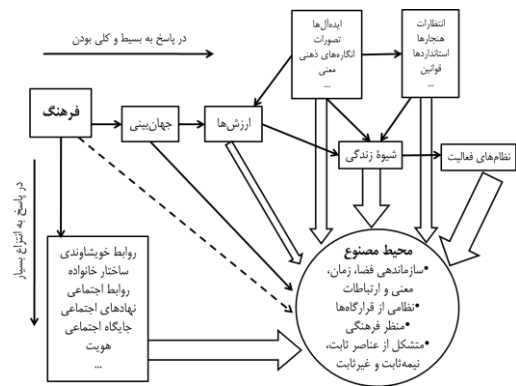 در پاسخ به بسیط و کلی بودن
ایده‌آل‌ها
تصورات
انگاره‌های ذهنی
معنی
...
انتظارات
هنجارها
استانداردها
قوانین
...
فرهنگ
جهان‌بینی
ارزش‌ها
شیوۀ زندگی
نظام‌های فعالیت
در پاسخ به انتزاع بسیار
روابط خویشاوندی
ساختار خانواده
روابط اجتماعی
نهادهای اجتماعی
جایگاه اجتماعی
هویت
...
محیط مصنوع
•سازماندهی فضا، زمان،
معنی و ارتباطات
•نظامی از قرارگاه‌ها
•منظر فرهنگی
•متشکل از عناصر ثابت،
نیمه‌ثابت و غیرثابت